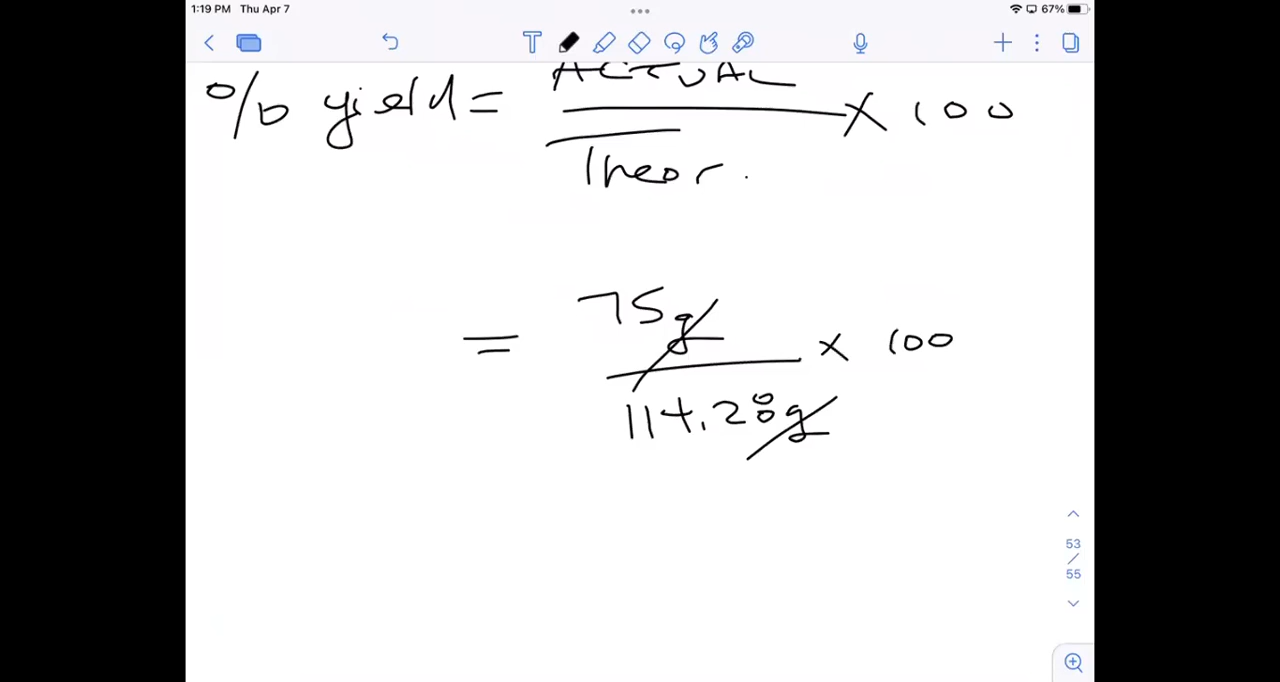 1:19 PM Thu Apr 7
67%
T
ACTUAL
% yield = ―――― × 100
Theor.
75g
= ―――― × 100
114.28g
53
/
55